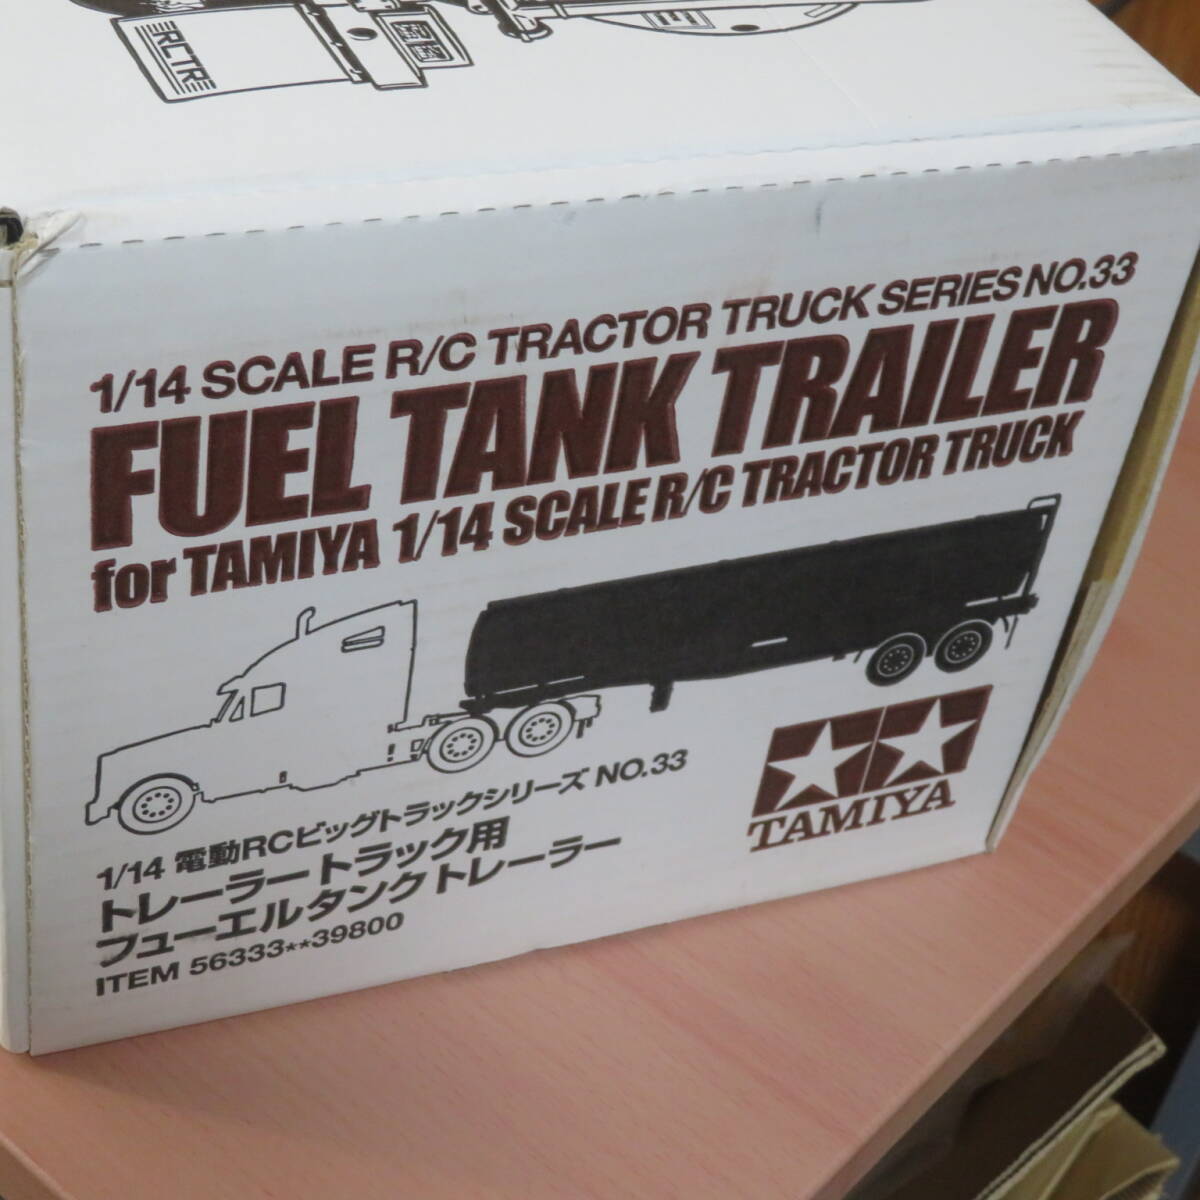 RCTR
1/14 SCALE R/C TRACTOR TRUCK SERIES NO.33
FUEL TANK TRAILER
for TAMIYA 1/14 SCALE R/C TRACTOR TRUCK
1/14 電動RCビッグトラックシリーズ NO.33
トレーラートラック用
フューエルタンクトレーラー
ITEM 56333**39800
TAMIYA